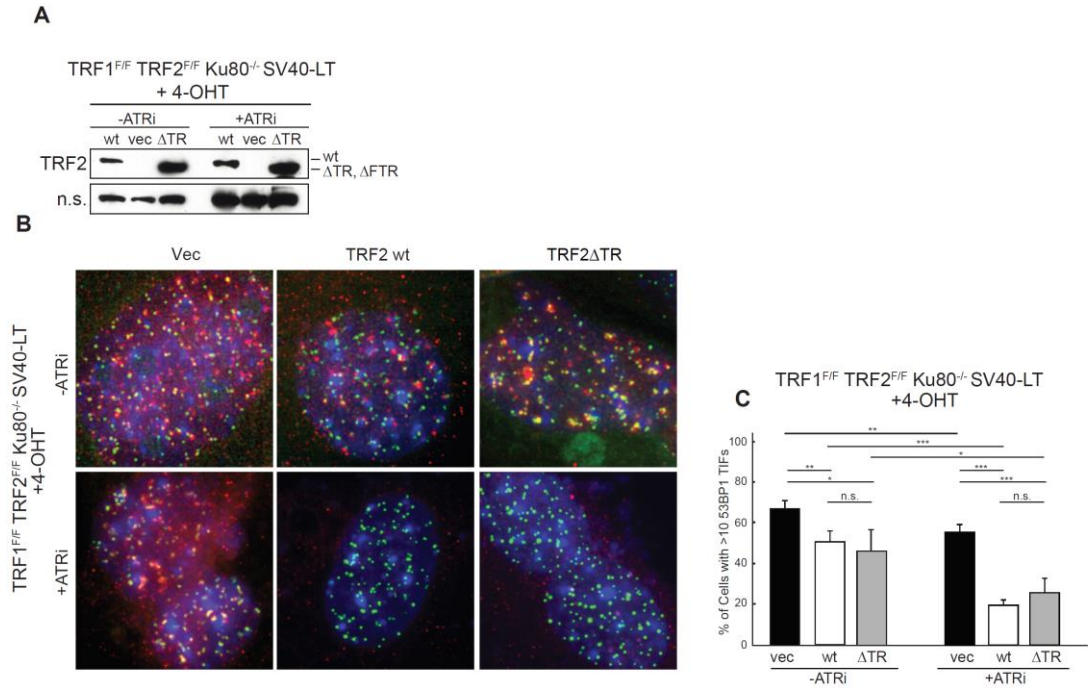 A
TRF1F/F TRF2F/F Ku80-/- SV40-LT
+ 4-OHT
-ATRi +ATRi
wt vec ΔTR wt vec ΔTR
TRF2
wt
ΔTR, ΔFTR
n.s.
B
Vec TRF2 wt TRF2ΔTR
TRF1F/F TRF2F/F Ku80-/- SV40-LT
+4-OHT
-ATRi
+ATRi
C
TRF1F/F TRF2F/F Ku80-/- SV40-LT
+4-OHT
% of Cells with >10 53BP1 TIFs
100
80
60
40
20
0
**
***
*
** ***
* ***
n.s. n.s.
vec wt ΔTR vec wt ΔTR
-ATRi +ATRi